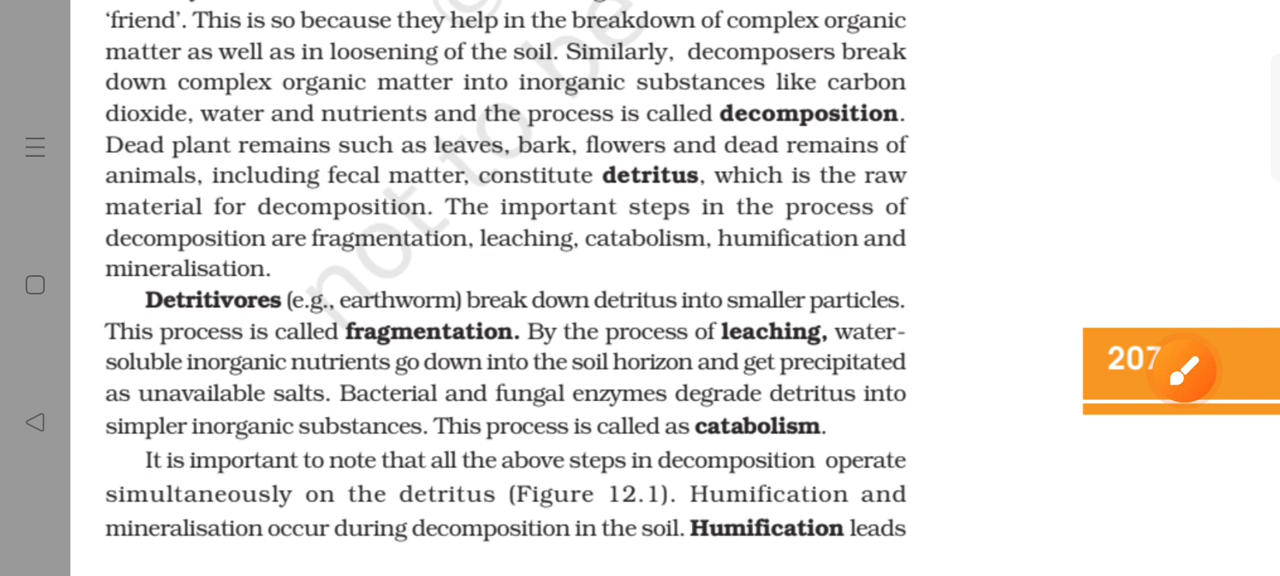 ‘friend’. This is so because they help in the breakdown of complex organic
matter as well as in loosening of the soil. Similarly, decomposers break
down complex organic matter into inorganic substances like carbon
dioxide, water and nutrients and the process is called decomposition.
Dead plant remains such as leaves, bark, flowers and dead remains of
animals, including fecal matter, constitute detritus, which is the raw
material for decomposition. The important steps in the process of
decomposition are fragmentation, leaching, catabolism, humification and
mineralisation.
Detritivores (e.g., earthworm) break down detritus into smaller particles.
This process is called fragmentation. By the process of leaching, water-
soluble inorganic nutrients go down into the soil horizon and get precipitated
as unavailable salts. Bacterial and fungal enzymes degrade detritus into
simpler inorganic substances. This process is called as catabolism.
It is important to note that all the above steps in decomposition operate
simultaneously on the detritus (Figure 12.1). Humification and
mineralisation occur during decomposition in the soil. Humification leads
207
not to be